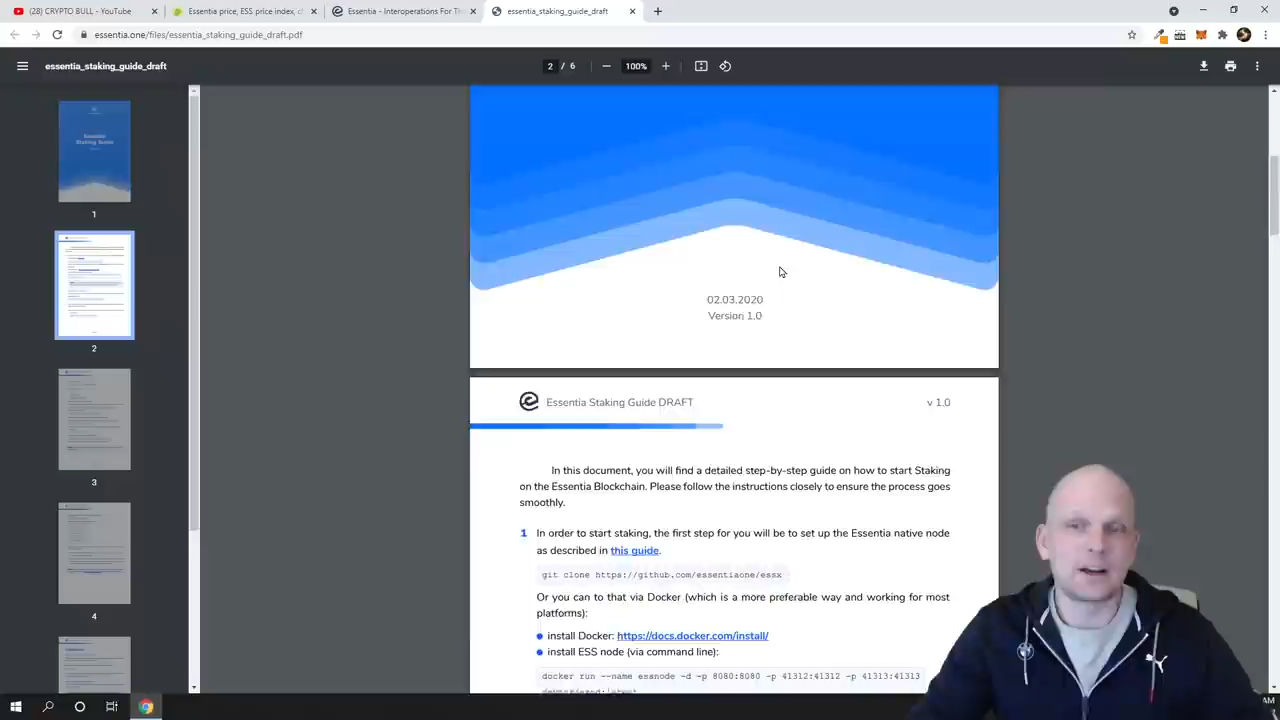 (28) CRYPTO BULL - YouTube
Essentia price, ESS price index, c
Essentia - Interoperations For Th
essentia_staking_guide_draft
essentia.one/files/essentia_staking_guide_draft.pdf
essentia_staking_guide_draft
2 / 6
100%
Essentia
Staking Guide
1
2
3
4
02.03.2020
Version 1.0
Essentia Staking Guide DRAFT
v 1.0
In this document, you will find a detailed step-by-step guide on how to start Staking
on the Essentia Blockchain. Please follow the instructions closely to ensure the process goes
smoothly.
1 In order to start staking, the first step for you will be to set up the Essentia native node
as described in this guide.
git clone https://github.com/essentiaone/essx
Or you can to that via Docker (which is a more preferable way and working for most
platforms):
install Docker: https://docs.docker.com/install/
install ESS node (via command line):
docker run --name essnode -d -p 8080:8080 -p 41312:41312 -p 41313:41313
AM